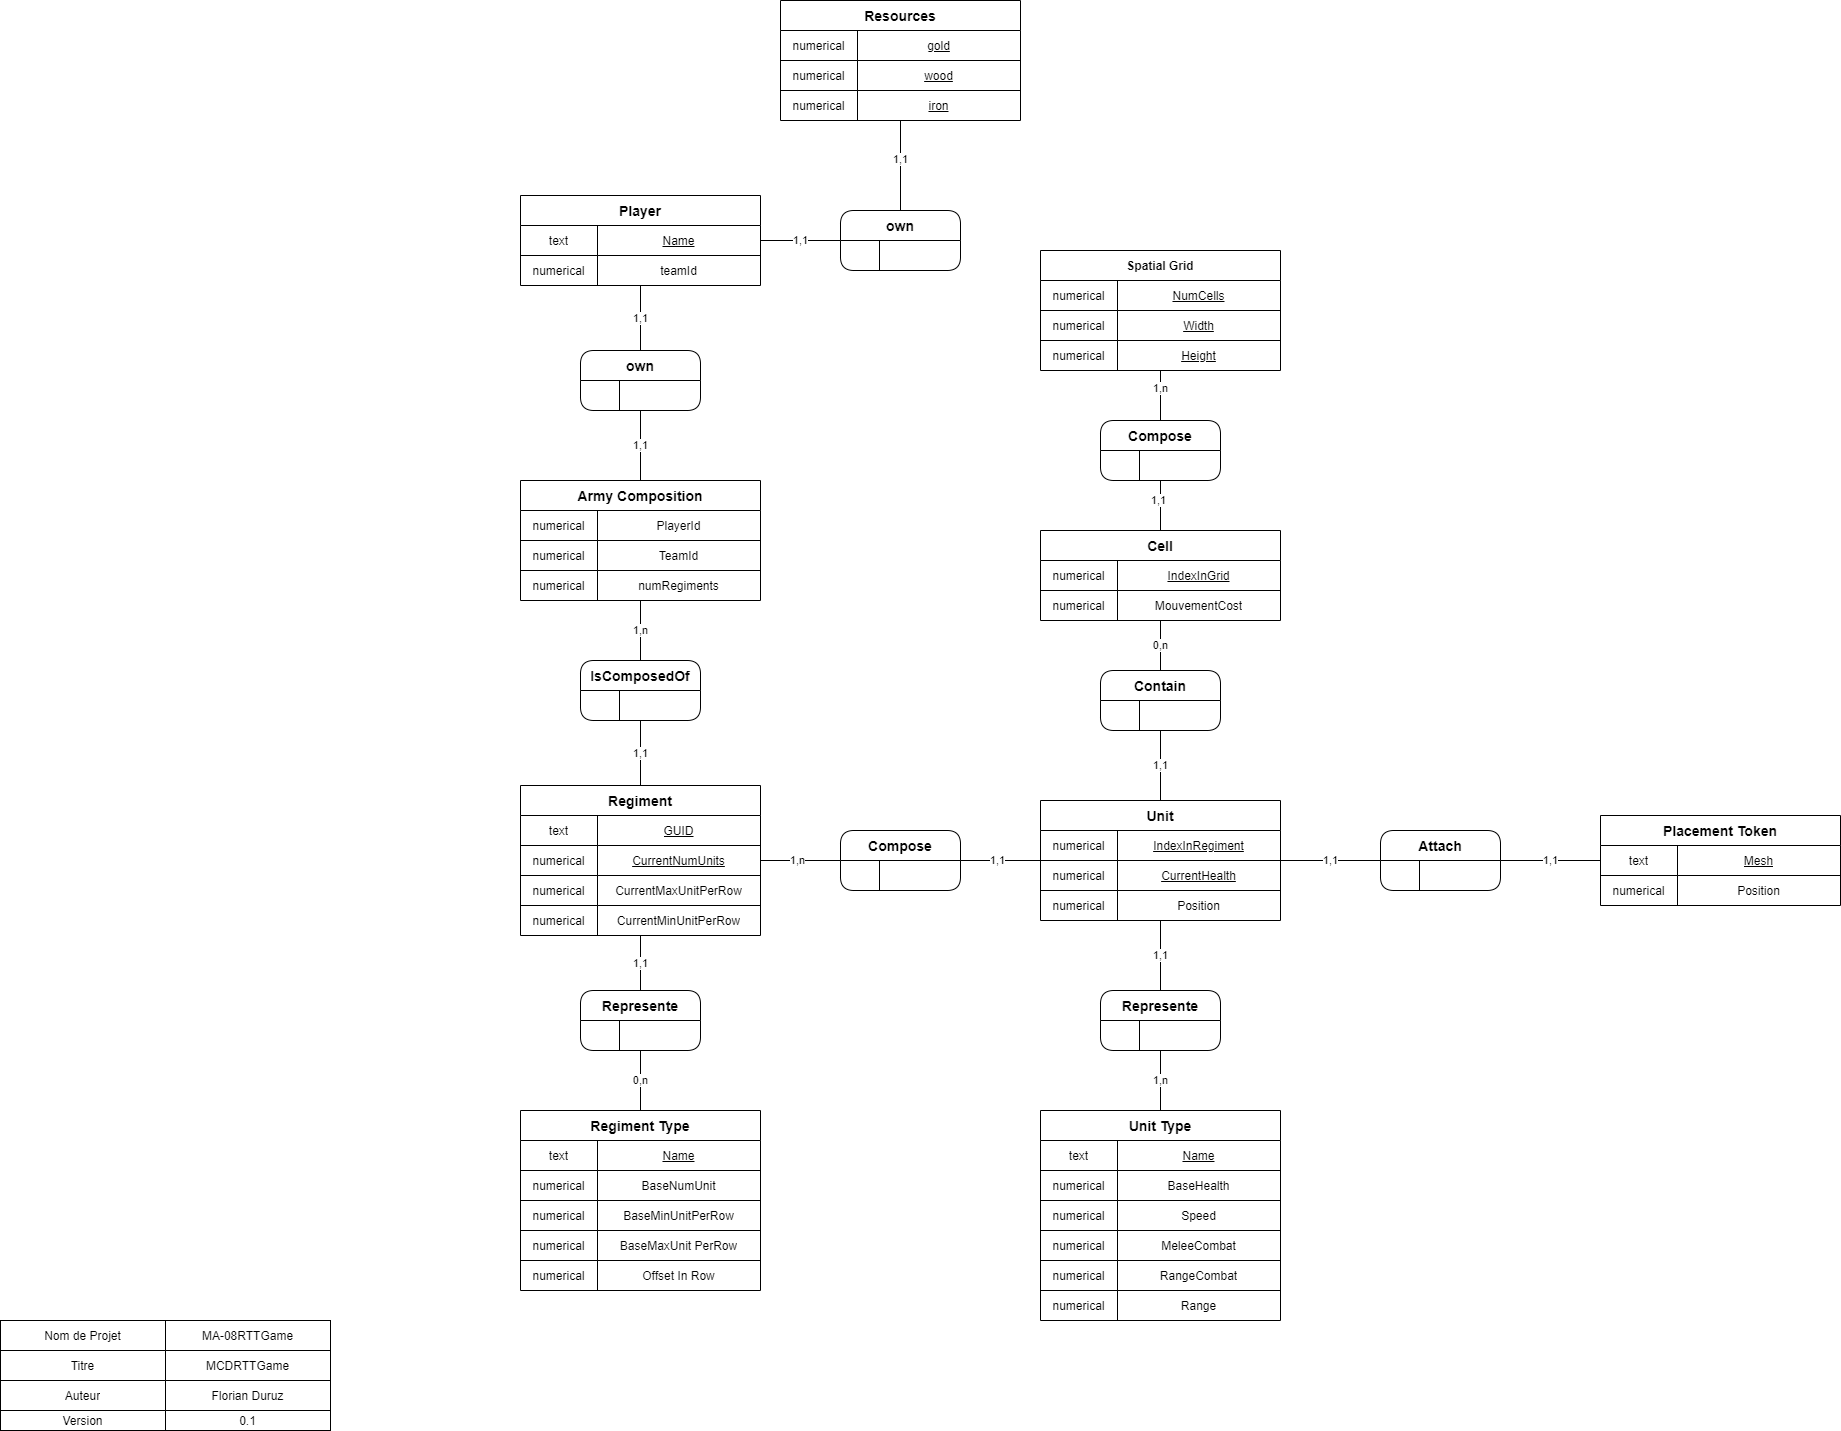 Resources
numerical gold
numerical wood
numerical iron
1,1
Player
text Name
numerical teamId
1,1
own
1,1
own
1,1
Army Composition
numerical PlayerId
numerical TeamId
numerical numRegiments
1,n
IsComposedOf
1,1
Spatial Grid
numerical NumCells
numerical Width
numerical Height
1,n
Compose
1,1
Cell
numerical IndexInGrid
numerical MouvementCost
0,n
Contain
1,1
Regiment
text GUID
numerical CurrentNumUnits
numerical CurrentMaxUnitPerRow
numerical CurrentMinUnitPerRow
1,n
Compose
1,1
Unit
numerical IndexInRegiment
numerical CurrentHealth
numerical Position
1,1
Attach
1,1
Placement Token
text Mesh
numerical Position
1,1
Represente
0,n
Regiment Type
text Name
numerical BaseNumUnit
numerical BaseMinUnitPerRow
numerical BaseMaxUnit PerRow
numerical Offset In Row
1,1
Represente
1,n
Unit Type
text Name
numerical BaseHealth
numerical Speed
numerical MeleeCombat
numerical RangeCombat
numerical Range
Nom de Projet MA-08RTTGame
Titre MCDRTTGame
Auteur Florian Duruz
Version 0.1